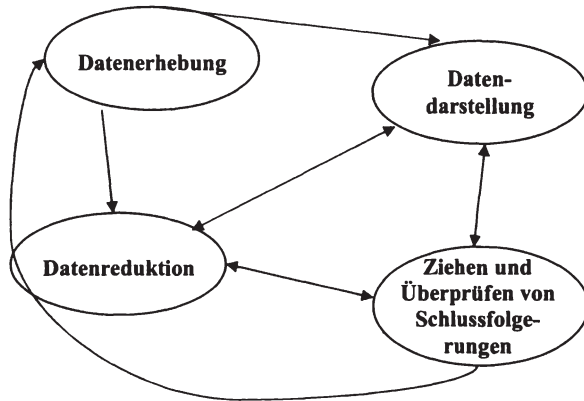 Datenerhebung
Daten-
darstellung
Datenreduktion
Ziehen und
Überprüfen von
Schlussfolge-
rungen